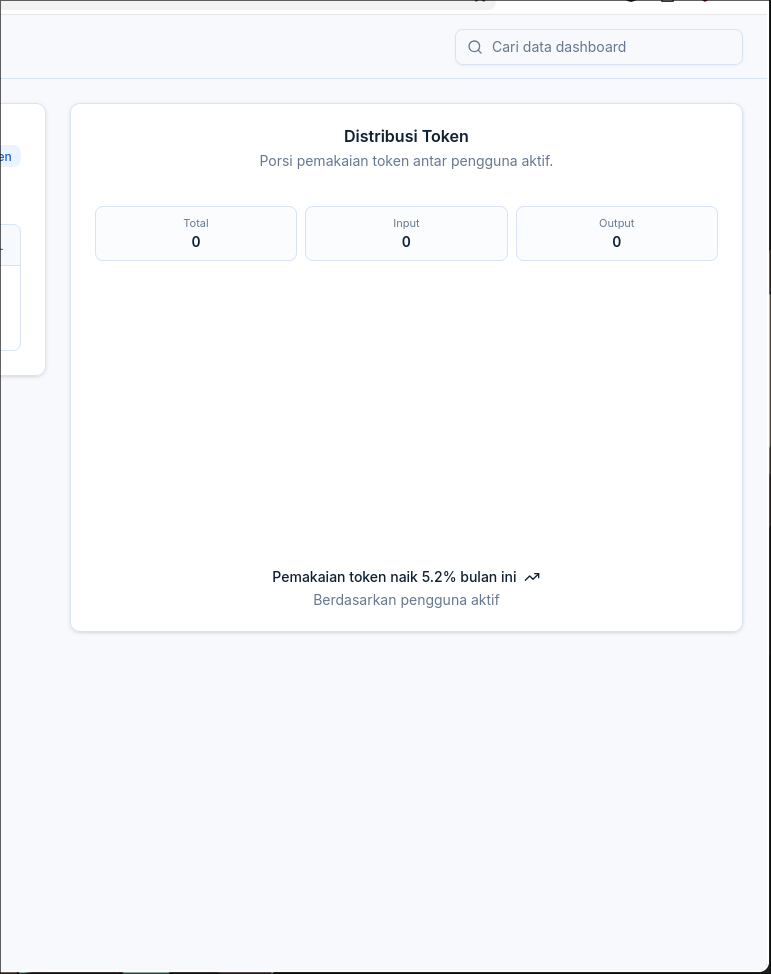 Cari data dashboard
en
Distribusi Token
Porsi pemakaian token antar pengguna aktif.
Total
Input
Output
0
0
0
Pemakaian token naik 5.2% bulan ini
Berdasarkan pengguna aktif